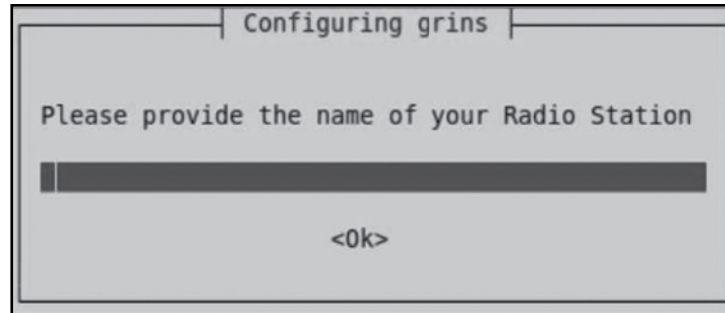 Configuring grins
Please provide the name of your Radio Station
<Ok>